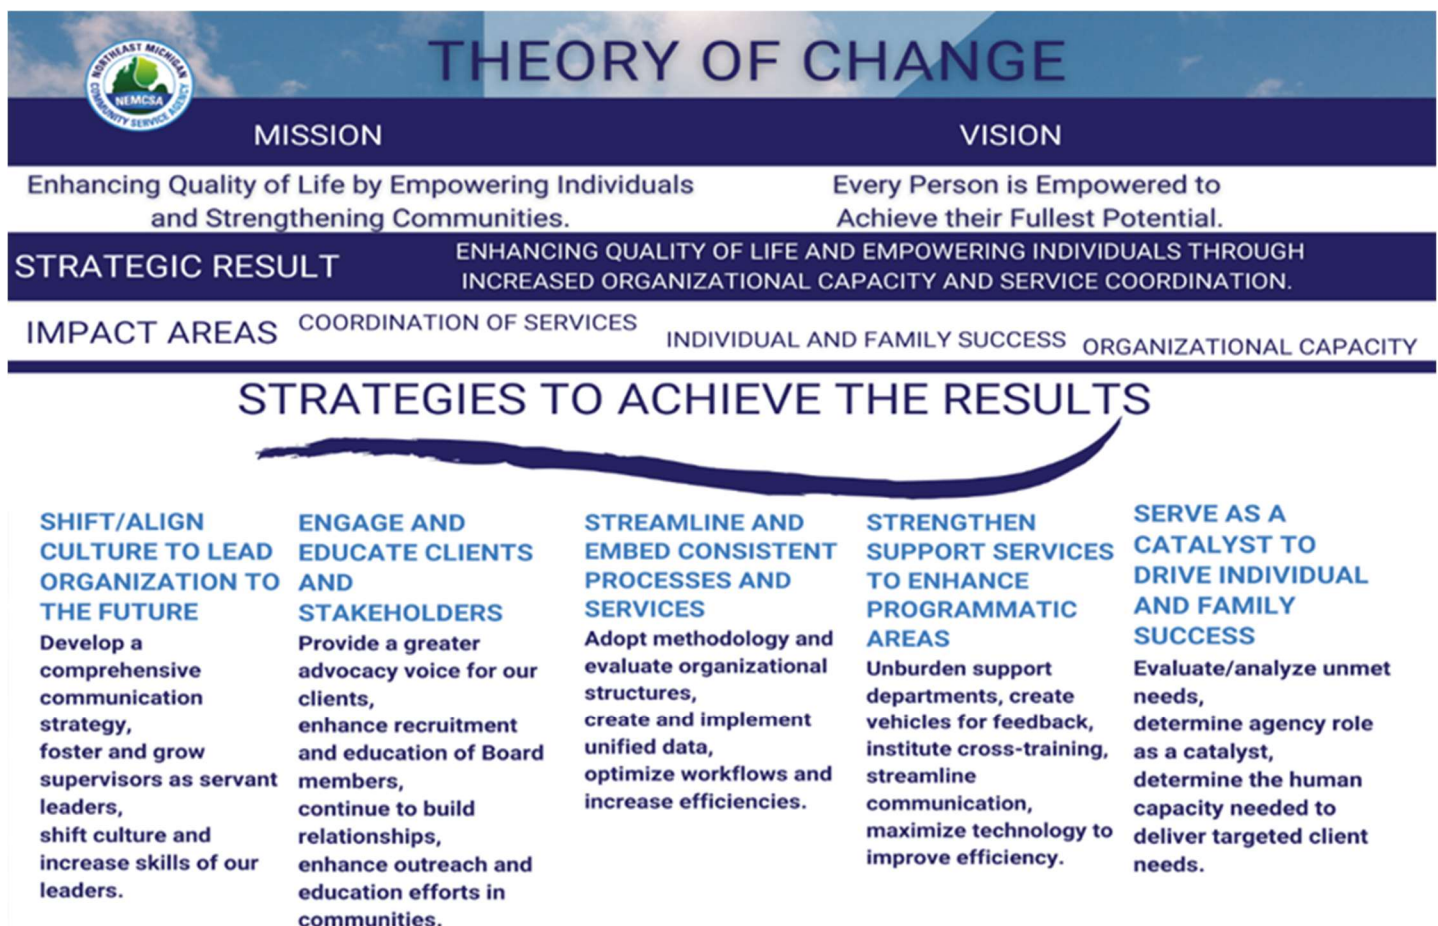 THEORY OF CHANGE
NORTHEAST MICHIGAN
NEMCSA
COMMUNITY SERVICE AGENCY
MISSION
VISION
Enhancing Quality of Life by Empowering Individuals
and Strengthening Communities.
Every Person is Empowered to
Achieve their Fullest Potential.
STRATEGIC RESULT
ENHANCING QUALITY OF LIFE AND EMPOWERING INDIVIDUALS THROUGH
INCREASED ORGANIZATIONAL CAPACITY AND SERVICE COORDINATION.
IMPACT AREAS
COORDINATION OF SERVICES
INDIVIDUAL AND FAMILY SUCCESS
ORGANIZATIONAL CAPACITY
STRATEGIES TO ACHIEVE THE RESULTS
SHIFT/ALIGN
CULTURE TO LEAD
ORGANIZATION TO
THE FUTURE
Develop a
comprehensive
communication
strategy,
foster and grow
supervisors as servant
leaders,
shift culture and
increase skills of our
leaders.
ENGAGE AND
EDUCATE CLIENTS
AND
STAKEHOLDERS
Provide a greater
advocacy voice for our
clients,
enhance recruitment
and education of Board
members,
continue to build
relationships,
enhance outreach and
education efforts in
communities.
STREAMLINE AND
EMBED CONSISTENT
PROCESSES AND
SERVICES
Adopt methodology and
evaluate organizational
structures,
create and implement
unified data,
optimize workflows and
increase efficiencies.
STRENGTHEN
SUPPORT SERVICES
TO ENHANCE
PROGRAMMATIC
AREAS
Unburden support
departments, create
vehicles for feedback,
institute cross-training,
streamline
communication,
maximize technology to
improve efficiency.
SERVE AS A
CATALYST TO
DRIVE INDIVIDUAL
AND FAMILY
SUCCESS
Evaluate/analyze unmet
needs,
determine agency role
as a catalyst,
determine the human
capacity needed to
deliver targeted client
needs.